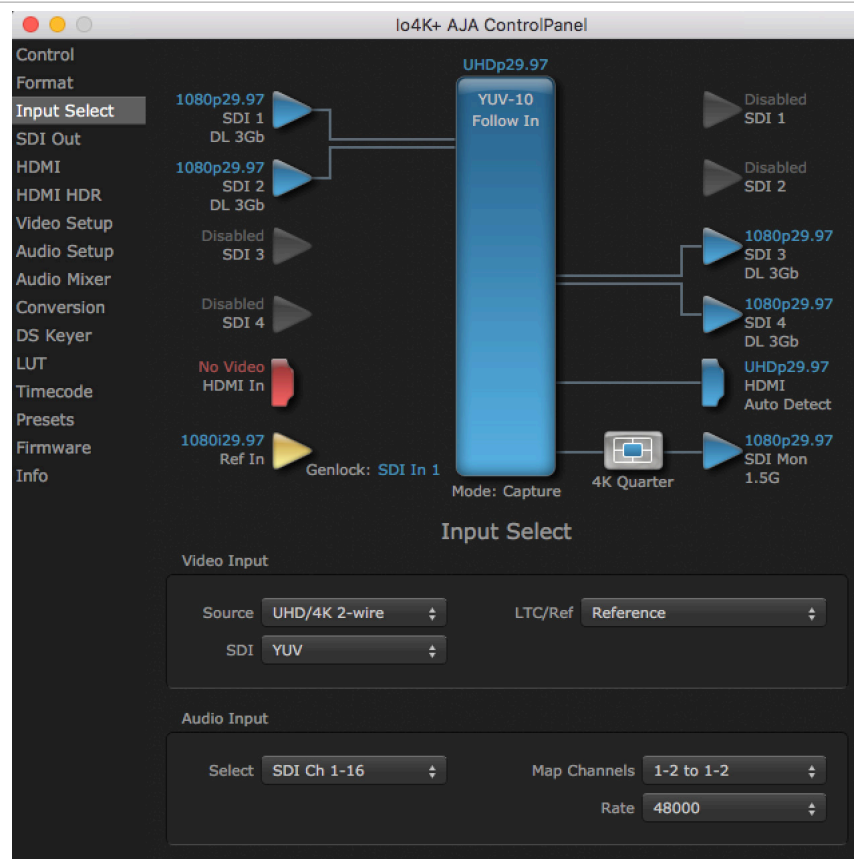 Io4K+ AJA ControlPanel
Control
Format
Input Select
SDI Out
HDMI
HDMI HDR
Video Setup
Audio Setup
Audio Mixer
Conversion
DS Keyer
LUT
Timecode
Presets
Firmware
Info
1080p29.97
SDI 1
DL 3Gb
1080p29.97
SDI 2
DL 3Gb
Disabled
SDI 3
Disabled
SDI 4
No Video
HDMI In
1080i29.97
Ref In
Genlock: SDI In 1
UHDp29.97
YUV-10
Follow In
Mode: Capture
4K Quarter
Disabled
SDI 1
Disabled
SDI 2
1080p29.97
SDI 3
DL 3Gb
1080p29.97
SDI 4
DL 3Gb
UHDp29.97
HDMI
Auto Detect
1080p29.97
SDI Mon
1.5G
Input Select
Video Input
Source UHD/4K 2-wire LTC/Ref Reference
SDI YUV
Audio Input
Select SDI Ch 1-16 Map Channels 1-2 to 1-2
Rate 48000